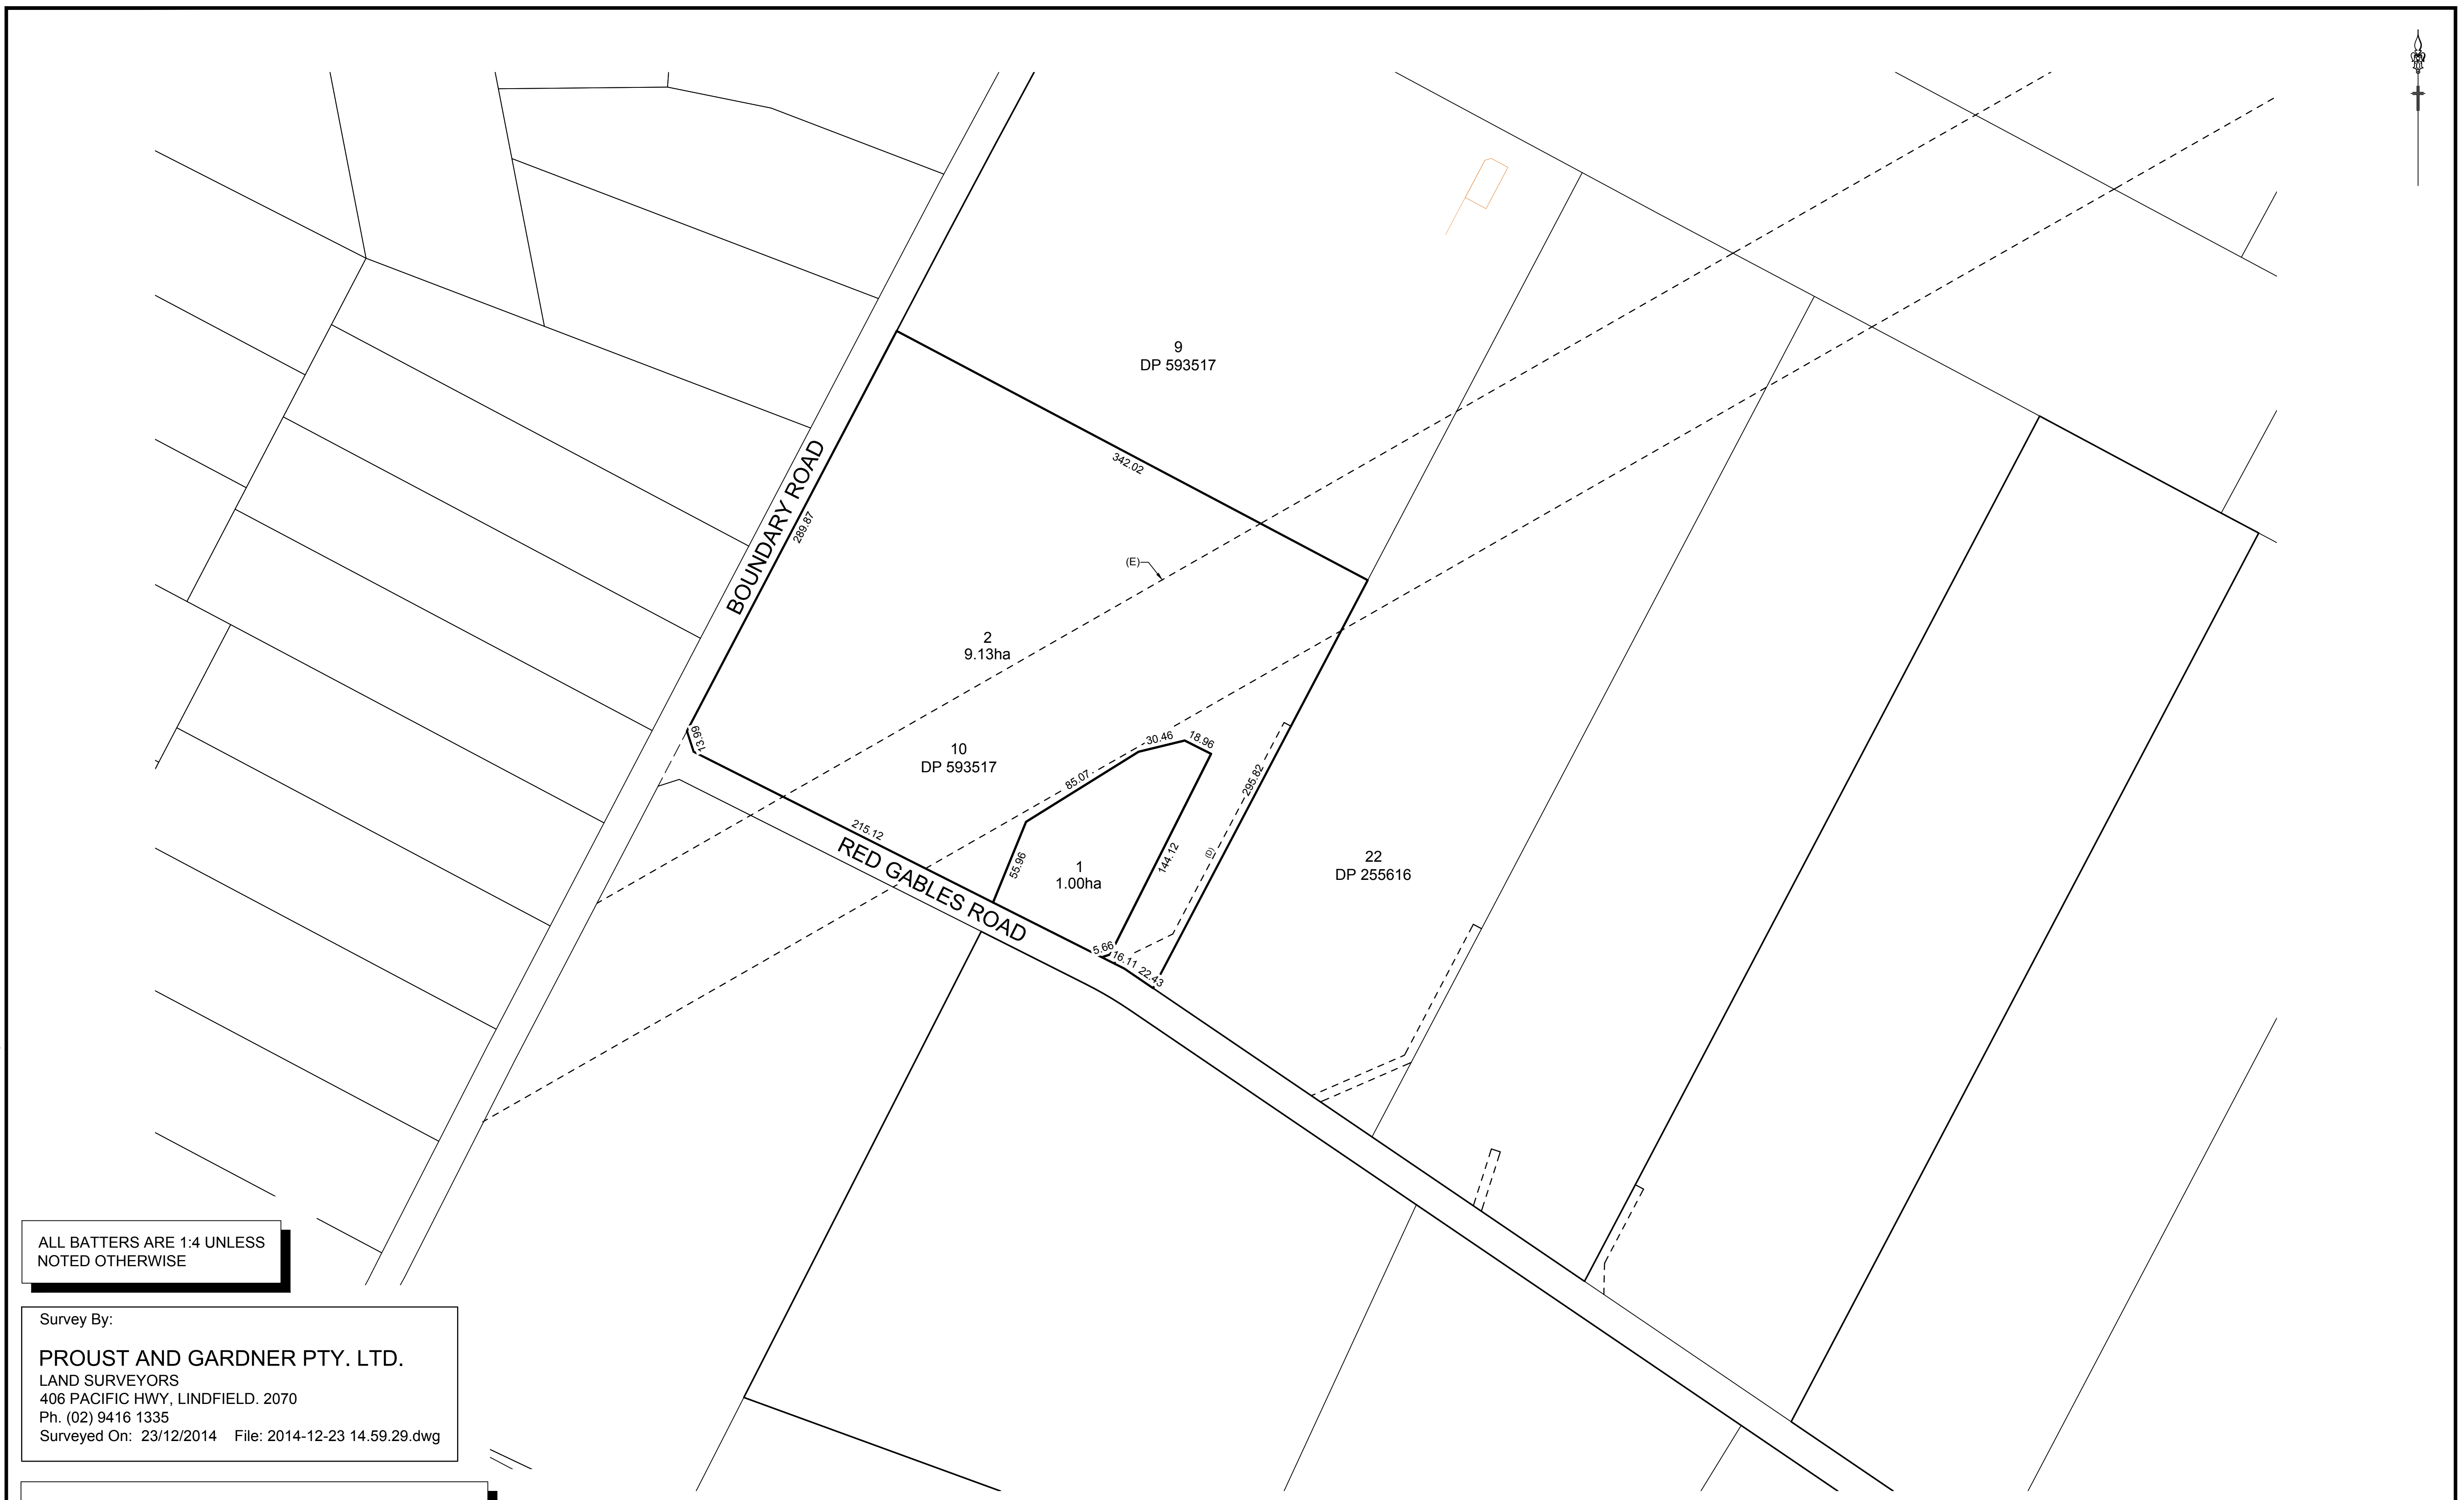 9
DP 593517
342.02
BOUNDARY ROAD
289.87
(E)
2
9.13ha
13.99
10
DP 593517
30.46
18.96
85.07
295.82
215.12
RED GABLES ROAD
55.96
1
1.00ha
144.12
(D)
22
DP 255616
5.66
16.11
22.43
ALL BATTERS ARE 1:4 UNLESS
NOTED OTHERWISE
Survey By:
PROUST AND GARDNER PTY. LTD.
LAND SURVEYORS
406 PACIFIC HWY, LINDFIELD. 2070
Ph. (02) 9416 1335
Surveyed On: 23/12/2014 File: 2014-12-23 14.59.29.dwg